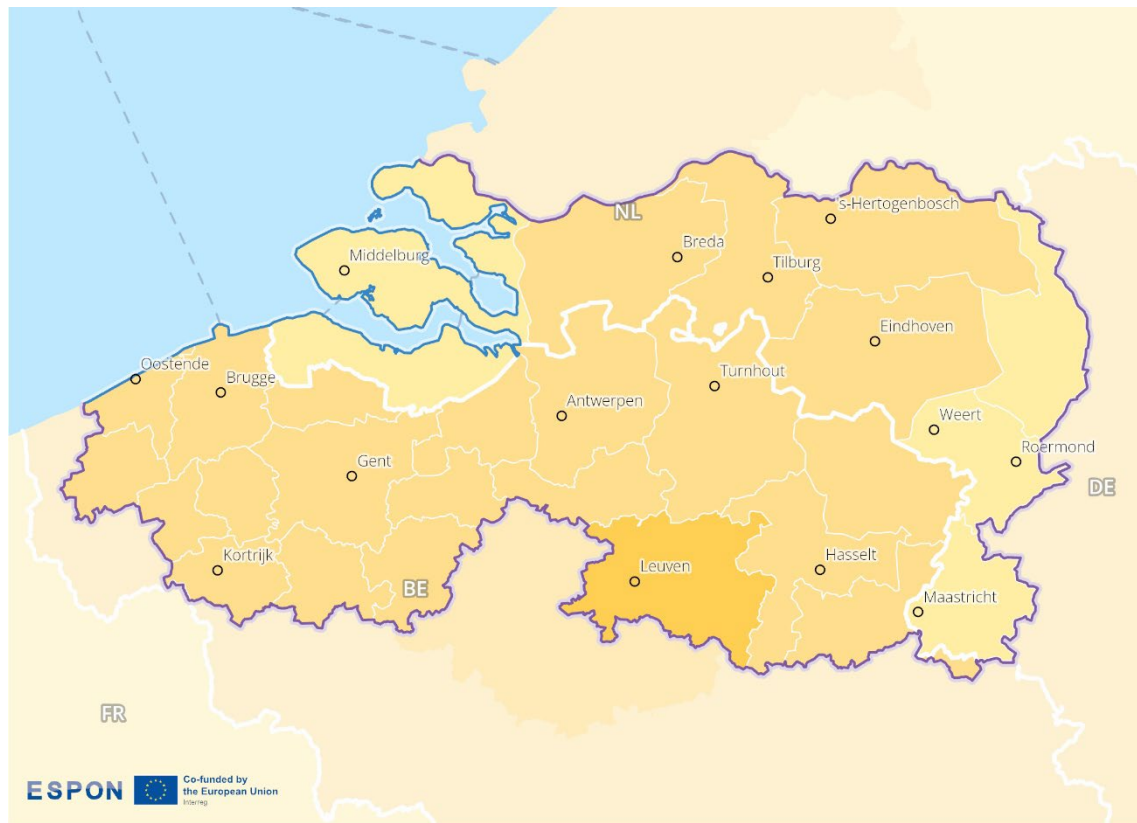 's-Hertogenbosch
NL
Breda
Middelburg
Tilburg
Eindhoven
Oostende
Brugge
Turnhout
Antwerpen
Weert
Gent
Roermond
DE
Kortrijk
Leuven
Hasselt
BE
Maastricht
FR
ESPON
Co-funded by
the European Union
Interreg